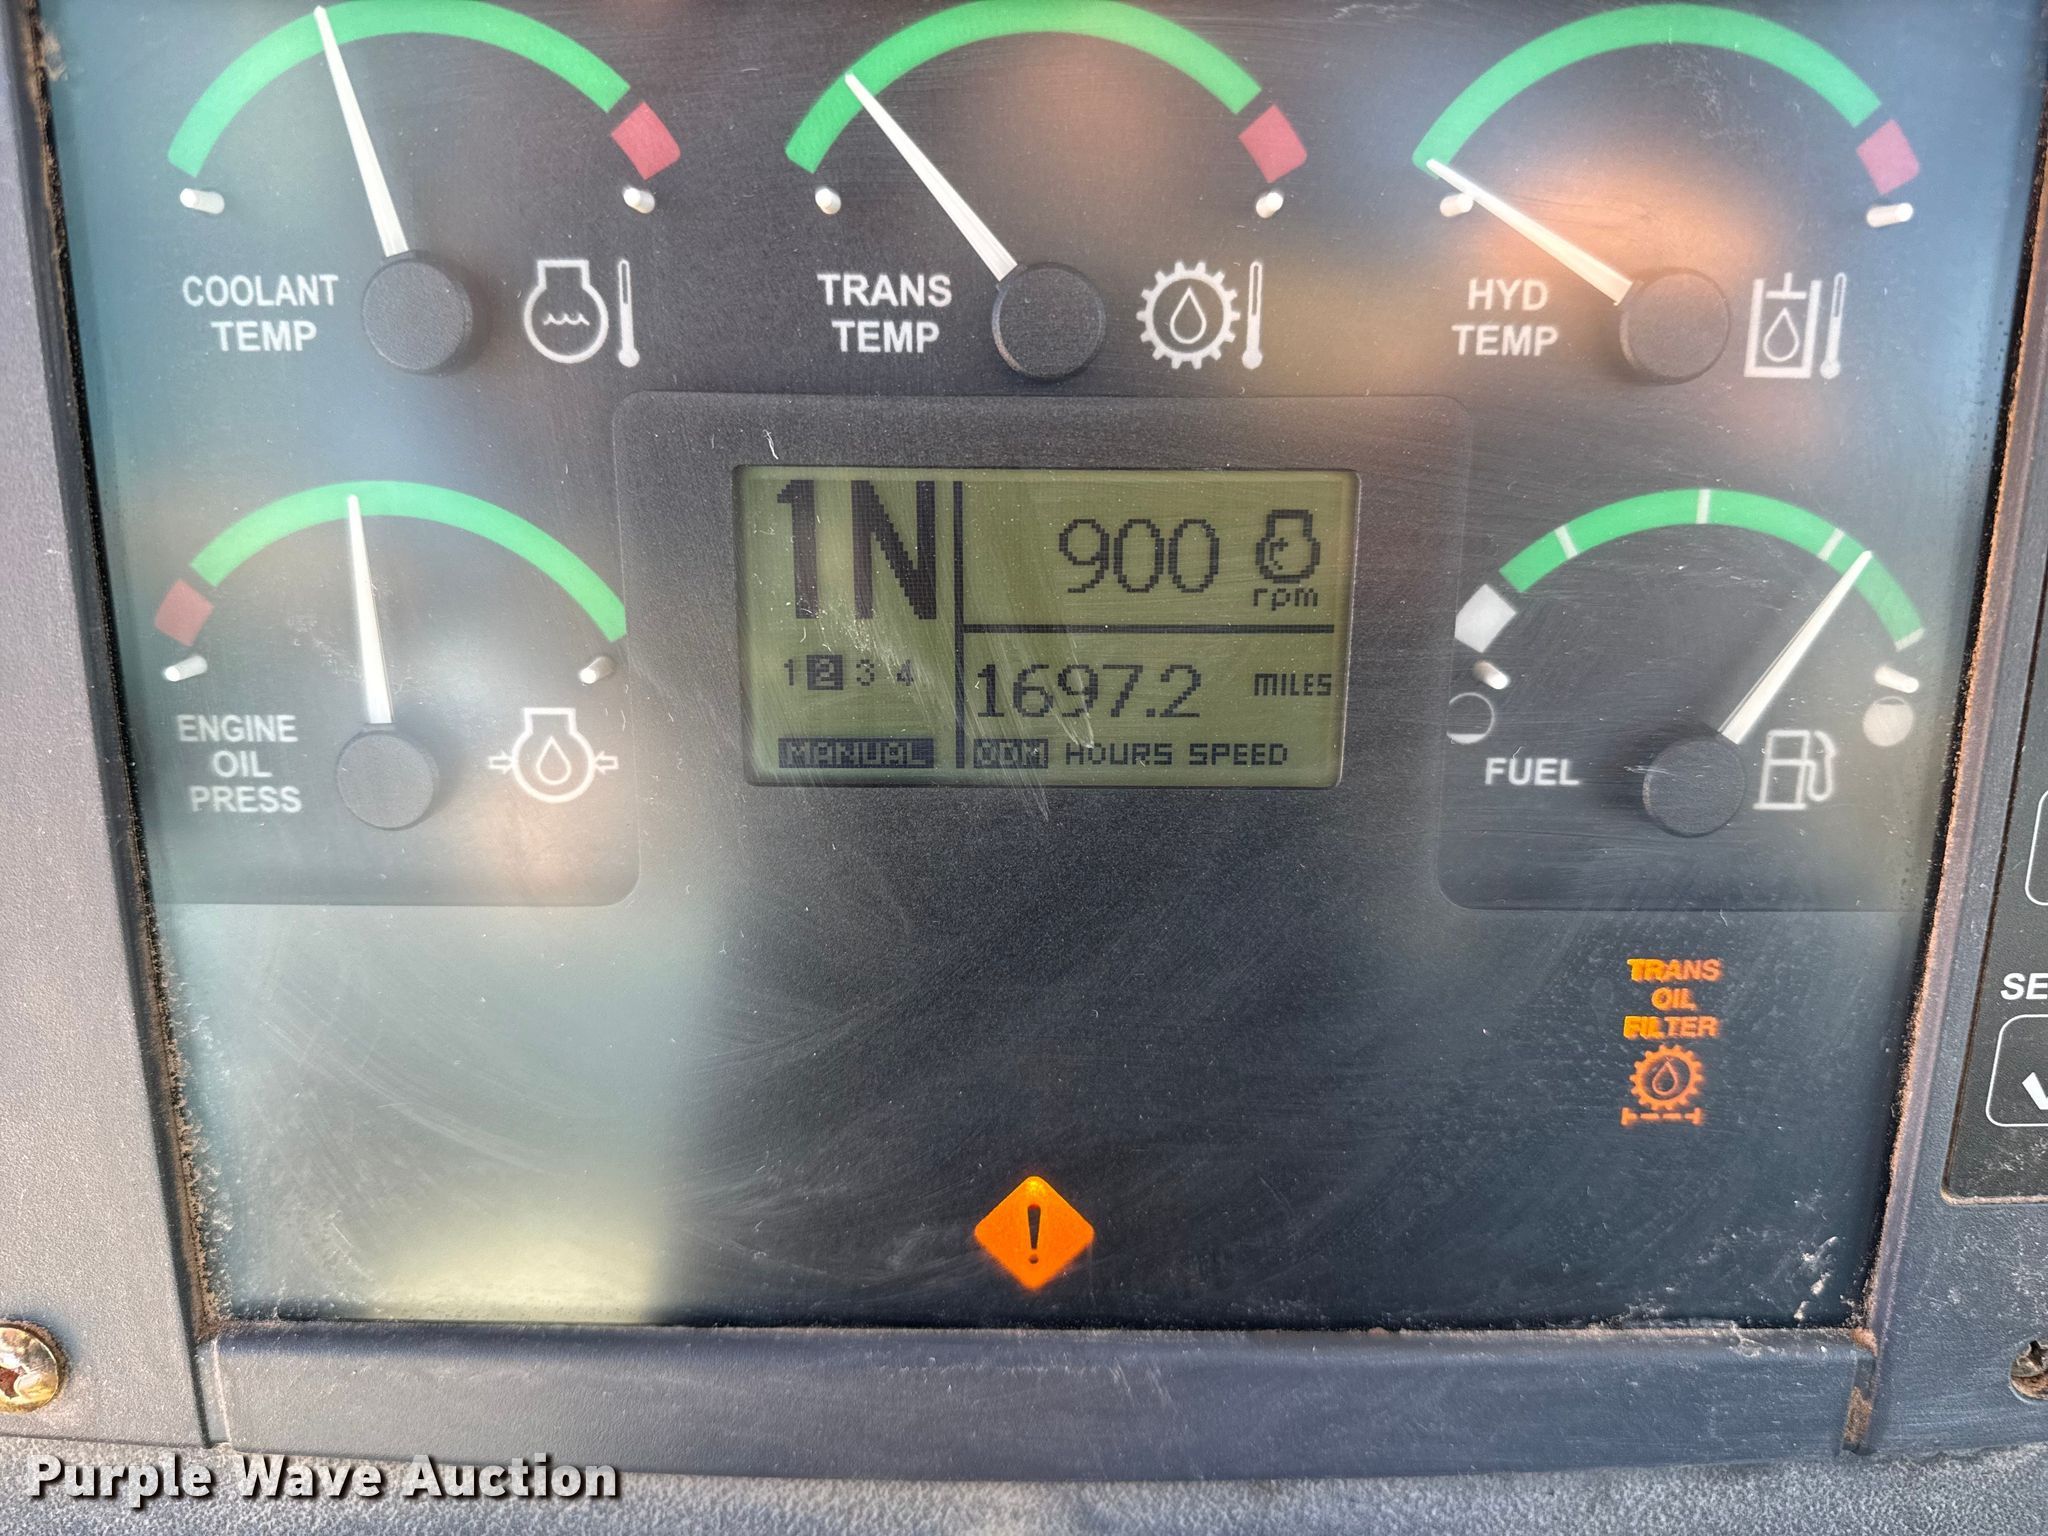 COOLANT
TEMP
TRANS
TEMP
HYD
TEMP
ENGINE
OIL
PRESS
1N
1 2 3 4
MANUAL
900
rpm
1697.2 MILES
ODM HOURS SPEED
FUEL
TRANS
OIL
FILTER
!
SE
Purple Wave Auction